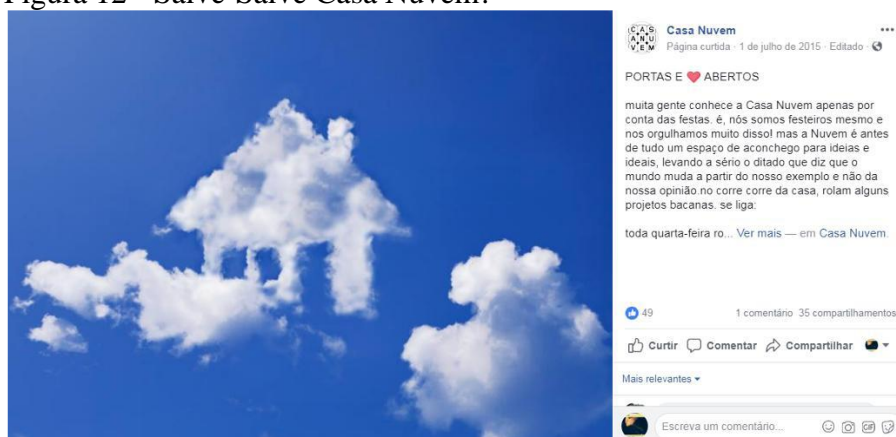 Figura 12 - Salve Salve Casa Nuvem!
CAS
ANU
VEM
Casa Nuvem
Página curtida · 1 de julho de 2015 · Editado ·
PORTAS E ❤ ABERTOS
muita gente conhece a Casa Nuvem apenas por
conta das festas. é, nós somos festeiros mesmo e
nos orgulhamos muito disso! mas a Nuvem é antes
de tudo um espaço de aconchego para ideias e
ideais, levando a sério o ditado que diz que o
mundo muda a partir do nosso exemplo e não da
nossa opinião.no corre corre da casa, rolam alguns
projetos bacanas. se liga:
toda quarta-feira ro... Ver mais — em Casa Nuvem.
49
1 comentário 35 compartilhamentos
Curtir Comentar Compartilhar
Mais relevantes
Escreva um comentário...
GIF